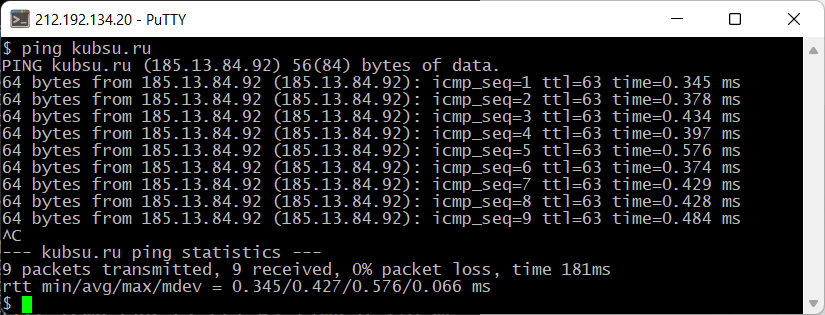 212.192.134.20 - PuTTY
$ ping kubsu.ru
PING kubsu.ru (185.13.84.92) 56(84) bytes of data.
64 bytes from 185.13.84.92 (185.13.84.92): icmp_seq=1 ttl=63 time=0.345 ms
64 bytes from 185.13.84.92 (185.13.84.92): icmp_seq=2 ttl=63 time=0.378 ms
64 bytes from 185.13.84.92 (185.13.84.92): icmp_seq=3 ttl=63 time=0.434 ms
64 bytes from 185.13.84.92 (185.13.84.92): icmp_seq=4 ttl=63 time=0.397 ms
64 bytes from 185.13.84.92 (185.13.84.92): icmp_seq=5 ttl=63 time=0.576 ms
64 bytes from 185.13.84.92 (185.13.84.92): icmp_seq=6 ttl=63 time=0.374 ms
64 bytes from 185.13.84.92 (185.13.84.92): icmp_seq=7 ttl=63 time=0.429 ms
64 bytes from 185.13.84.92 (185.13.84.92): icmp_seq=8 ttl=63 time=0.428 ms
64 bytes from 185.13.84.92 (185.13.84.92): icmp_seq=9 ttl=63 time=0.484 ms
^C
--- kubsu.ru ping statistics ---
9 packets transmitted, 9 received, 0% packet loss, time 181ms
rtt min/avg/max/mdev = 0.345/0.427/0.576/0.066 ms
$